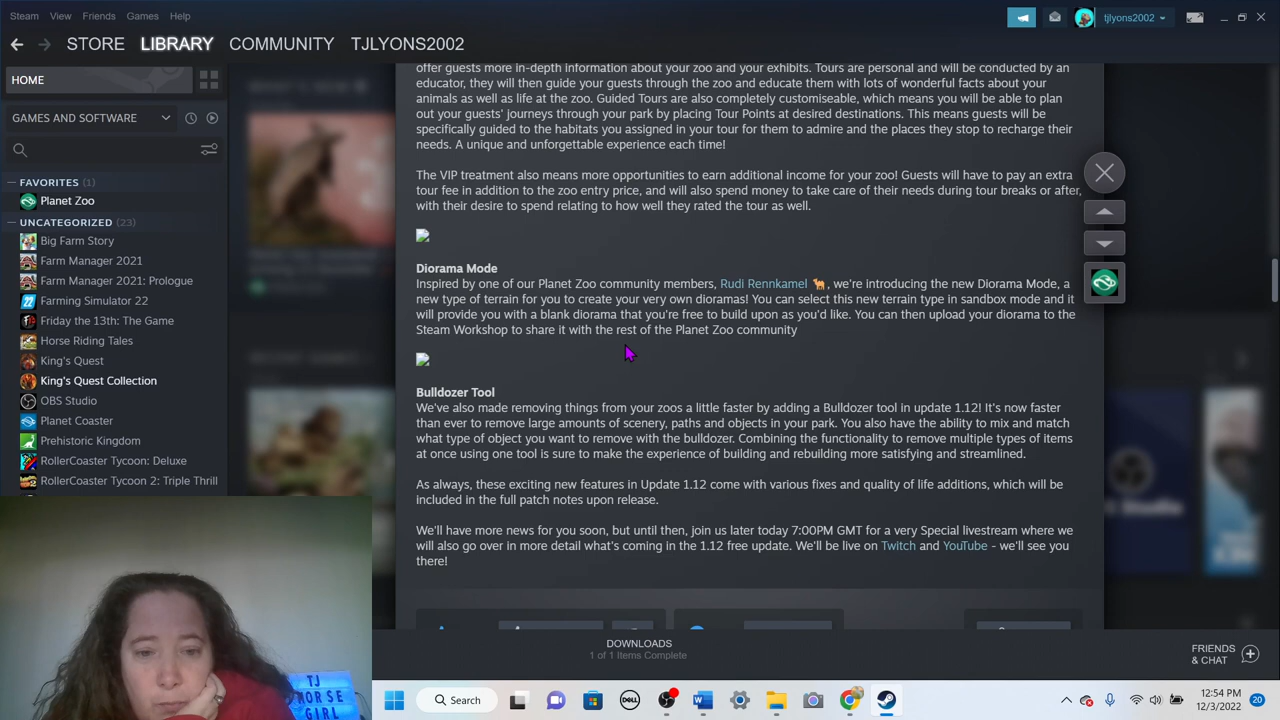 Steam View Friends Games Help
tjlyons2002
STORE LIBRARY COMMUNITY TJLYONS2002
HOME
GAMES AND SOFTWARE
FAVORITES (1)
Planet Zoo
UNCATEGORIZED (23)
Big Farm Story
Farm Manager 2021
Farm Manager 2021: Prologue
Farming Simulator 22
Friday the 13th: The Game
Horse Riding Tales
King's Quest
King's Quest Collection
OBS Studio
Planet Coaster
Prehistoric Kingdom
RollerCoaster Tycoon: Deluxe
RollerCoaster Tycoon 2: Triple Thrill
offer guests more in-depth information about your zoo and your exhibits. Tours are personal and will be conducted by an
educator, they will then guide your guests through the zoo and educate them with lots of wonderful facts about your
animals as well as life at the zoo. Guided Tours are also completely customiseable, which means you will be able to plan
out your guests' journeys through your park by placing Tour Points at desired destinations. This means guests will be
specifically guided to the habitats you assigned in your tour for them to admire and the places they stop to recharge their
needs. A unique and unforgettable experience each time!
The VIP treatment also means more opportunities to earn additional income for your zoo! Guests will have to pay an extra
tour fee in addition to the zoo entry price, and will also spend money to take care of their needs during tour breaks or after,
with their desire to spend relating to how well they rated the tour as well.
Diorama Mode
Inspired by one of our Planet Zoo community members, Rudi Rennkamel 🐪, we're introducing the new Diorama Mode, a
new type of terrain for you to create your very own dioramas! You can select this new terrain type in sandbox mode and it
will provide you with a blank diorama that you're free to build upon as you'd like. You can then upload your diorama to the
Steam Workshop to share it with the rest of the Planet Zoo community
Bulldozer Tool
We've also made removing things from your zoos a little faster by adding a Bulldozer tool in update 1.12! It's now faster
than ever to remove large amounts of scenery, paths and objects in your park. You also have the ability to mix and match
what type of object you want to remove with the bulldozer. Combining the functionality to remove multiple types of items
at once using one tool is sure to make the experience of building and rebuilding more satisfying and streamlined.
As always, these exciting new features in Update 1.12 come with various fixes and quality of life additions, which will be
included in the full patch notes upon release.
We'll have more news for you soon, but until then, join us later today 7:00PM GMT for a very Special livestream where we
will also go over in more detail what's coming in the 1.12 free update. We'll be live on Twitch and YouTube - we'll see you
there!
DOWNLOADS
1 of 1 Items Complete
FRIENDS
& CHAT
TJ
HORSE
GIRL
Search
DELL
12:54 PM
12/3/2022
20